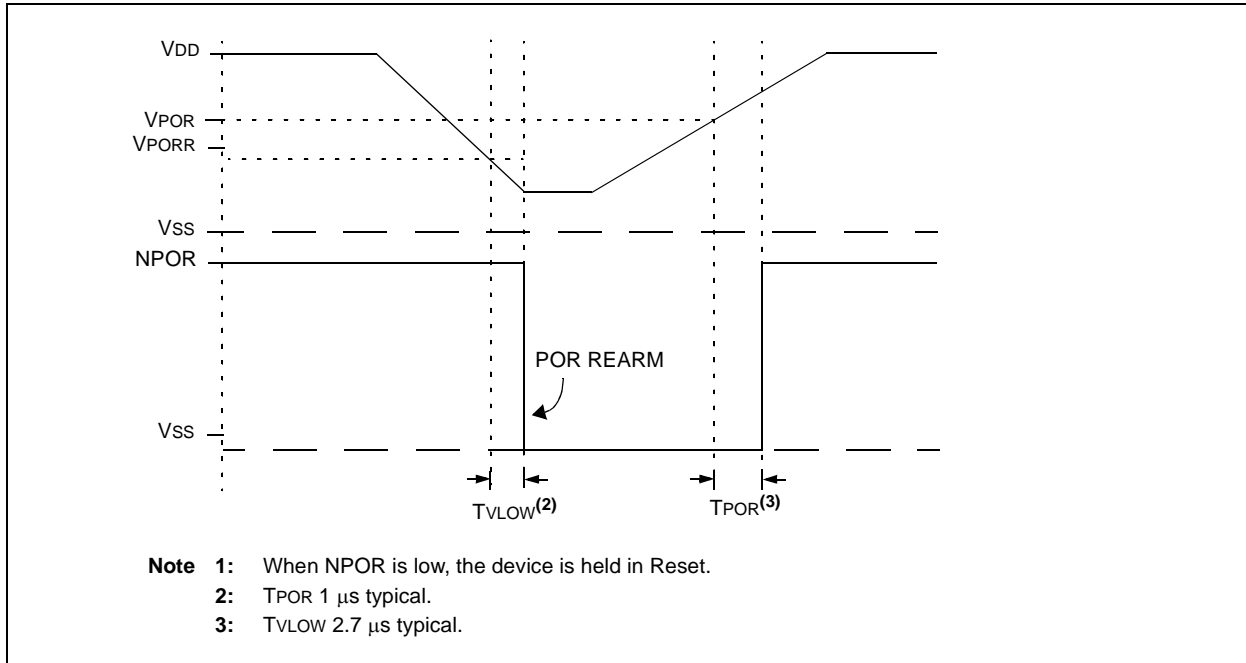 VDD
VPOR
VPORR
VSS
NPOR
POR REARM
VSS
TVLOW(2)
TPOR(3)
Note 1: When NPOR is low, the device is held in Reset.
2: TPOR 1 μs typical.
3: TVLOW 2.7 μs typical.